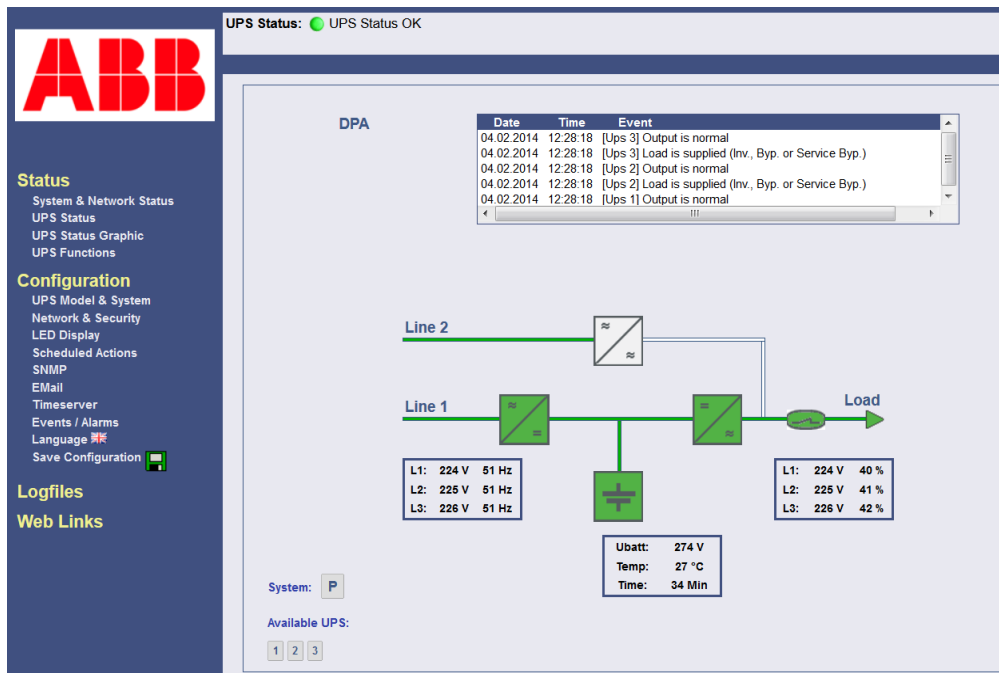 UPS Status: UPS Status OK
ABB
Status
System & Network Status
UPS Status
UPS Status Graphic
UPS Functions
Configuration
UPS Model & System
Network & Security
LED Display
Scheduled Actions
SNMP
EMail
Timeserver
Events / Alarms
Language
Save Configuration
Logfiles
Web Links
DPA
Date Time Event
04.02.2014 12:28:18 [Ups 3] Output is normal
04.02.2014 12:28:18 [Ups 3] Load is supplied (Inv., Byp. or Service Byp.)
04.02.2014 12:28:18 [Ups 2] Output is normal
04.02.2014 12:28:18 [Ups 2] Load is supplied (Inv., Byp. or Service Byp.)
04.02.2014 12:28:18 [Ups 1] Output is normal
Line 2
≈
≈
Line 1
≈
=
=
≈
Load
L1: 224 V 51 Hz
L2: 225 V 51 Hz
L3: 226 V 51 Hz
L1: 224 V 40 %
L2: 225 V 41 %
L3: 226 V 42 %
Ubatt: 274 V
Temp: 27 °C
Time: 34 Min
System: P
Available UPS:
1 2 3